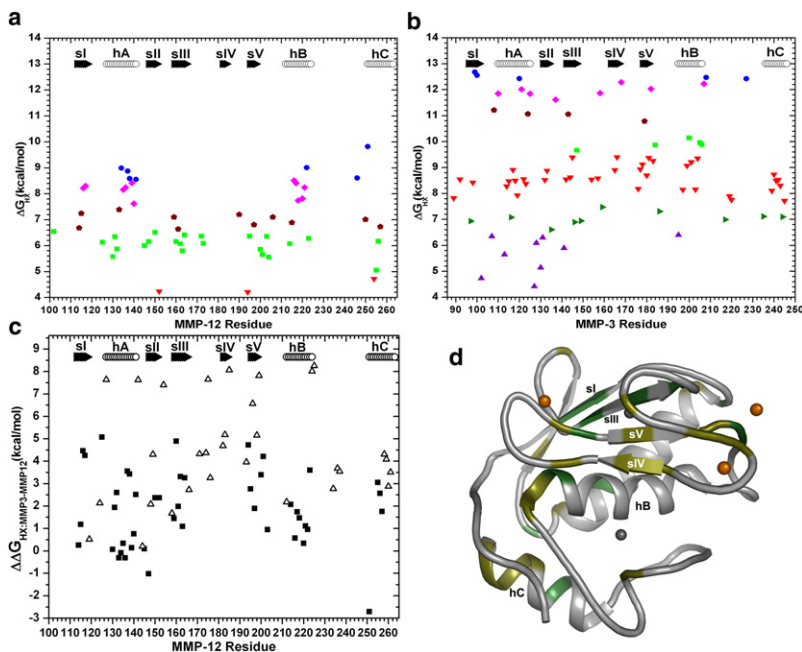 a
sI hA sII sIII sIV sV hB hC
ΔG_HX(kcal/mol)
13
12
11
10
9
8
7
6
5
4
100 110 120 130 140 150 160 170 180 190 200 210 220 230 240 250 260
MMP-12 Residue
b
sI hA sII sIII sIV sV hB hC
ΔG_HX(kcal/mol)
14
13
12
11
10
9
8
7
6
5
4
90 100 110 120 130 140 150 160 170 180 190 200 210 220 230 240 250
MMP-3 Residue
c
sI hA sII sIII sIV sV hB hC
ΔΔG_HX:MMP3-MMP12(kcal/mol)
9
8
7
6
5
4
3
2
1
0
-1
-2
-3
100 110 120 130 140 150 160 170 180 190 200 210 220 230 240 250 260
MMP-12 Residue
d
sI
sIII
sV
sIV
hB
hC